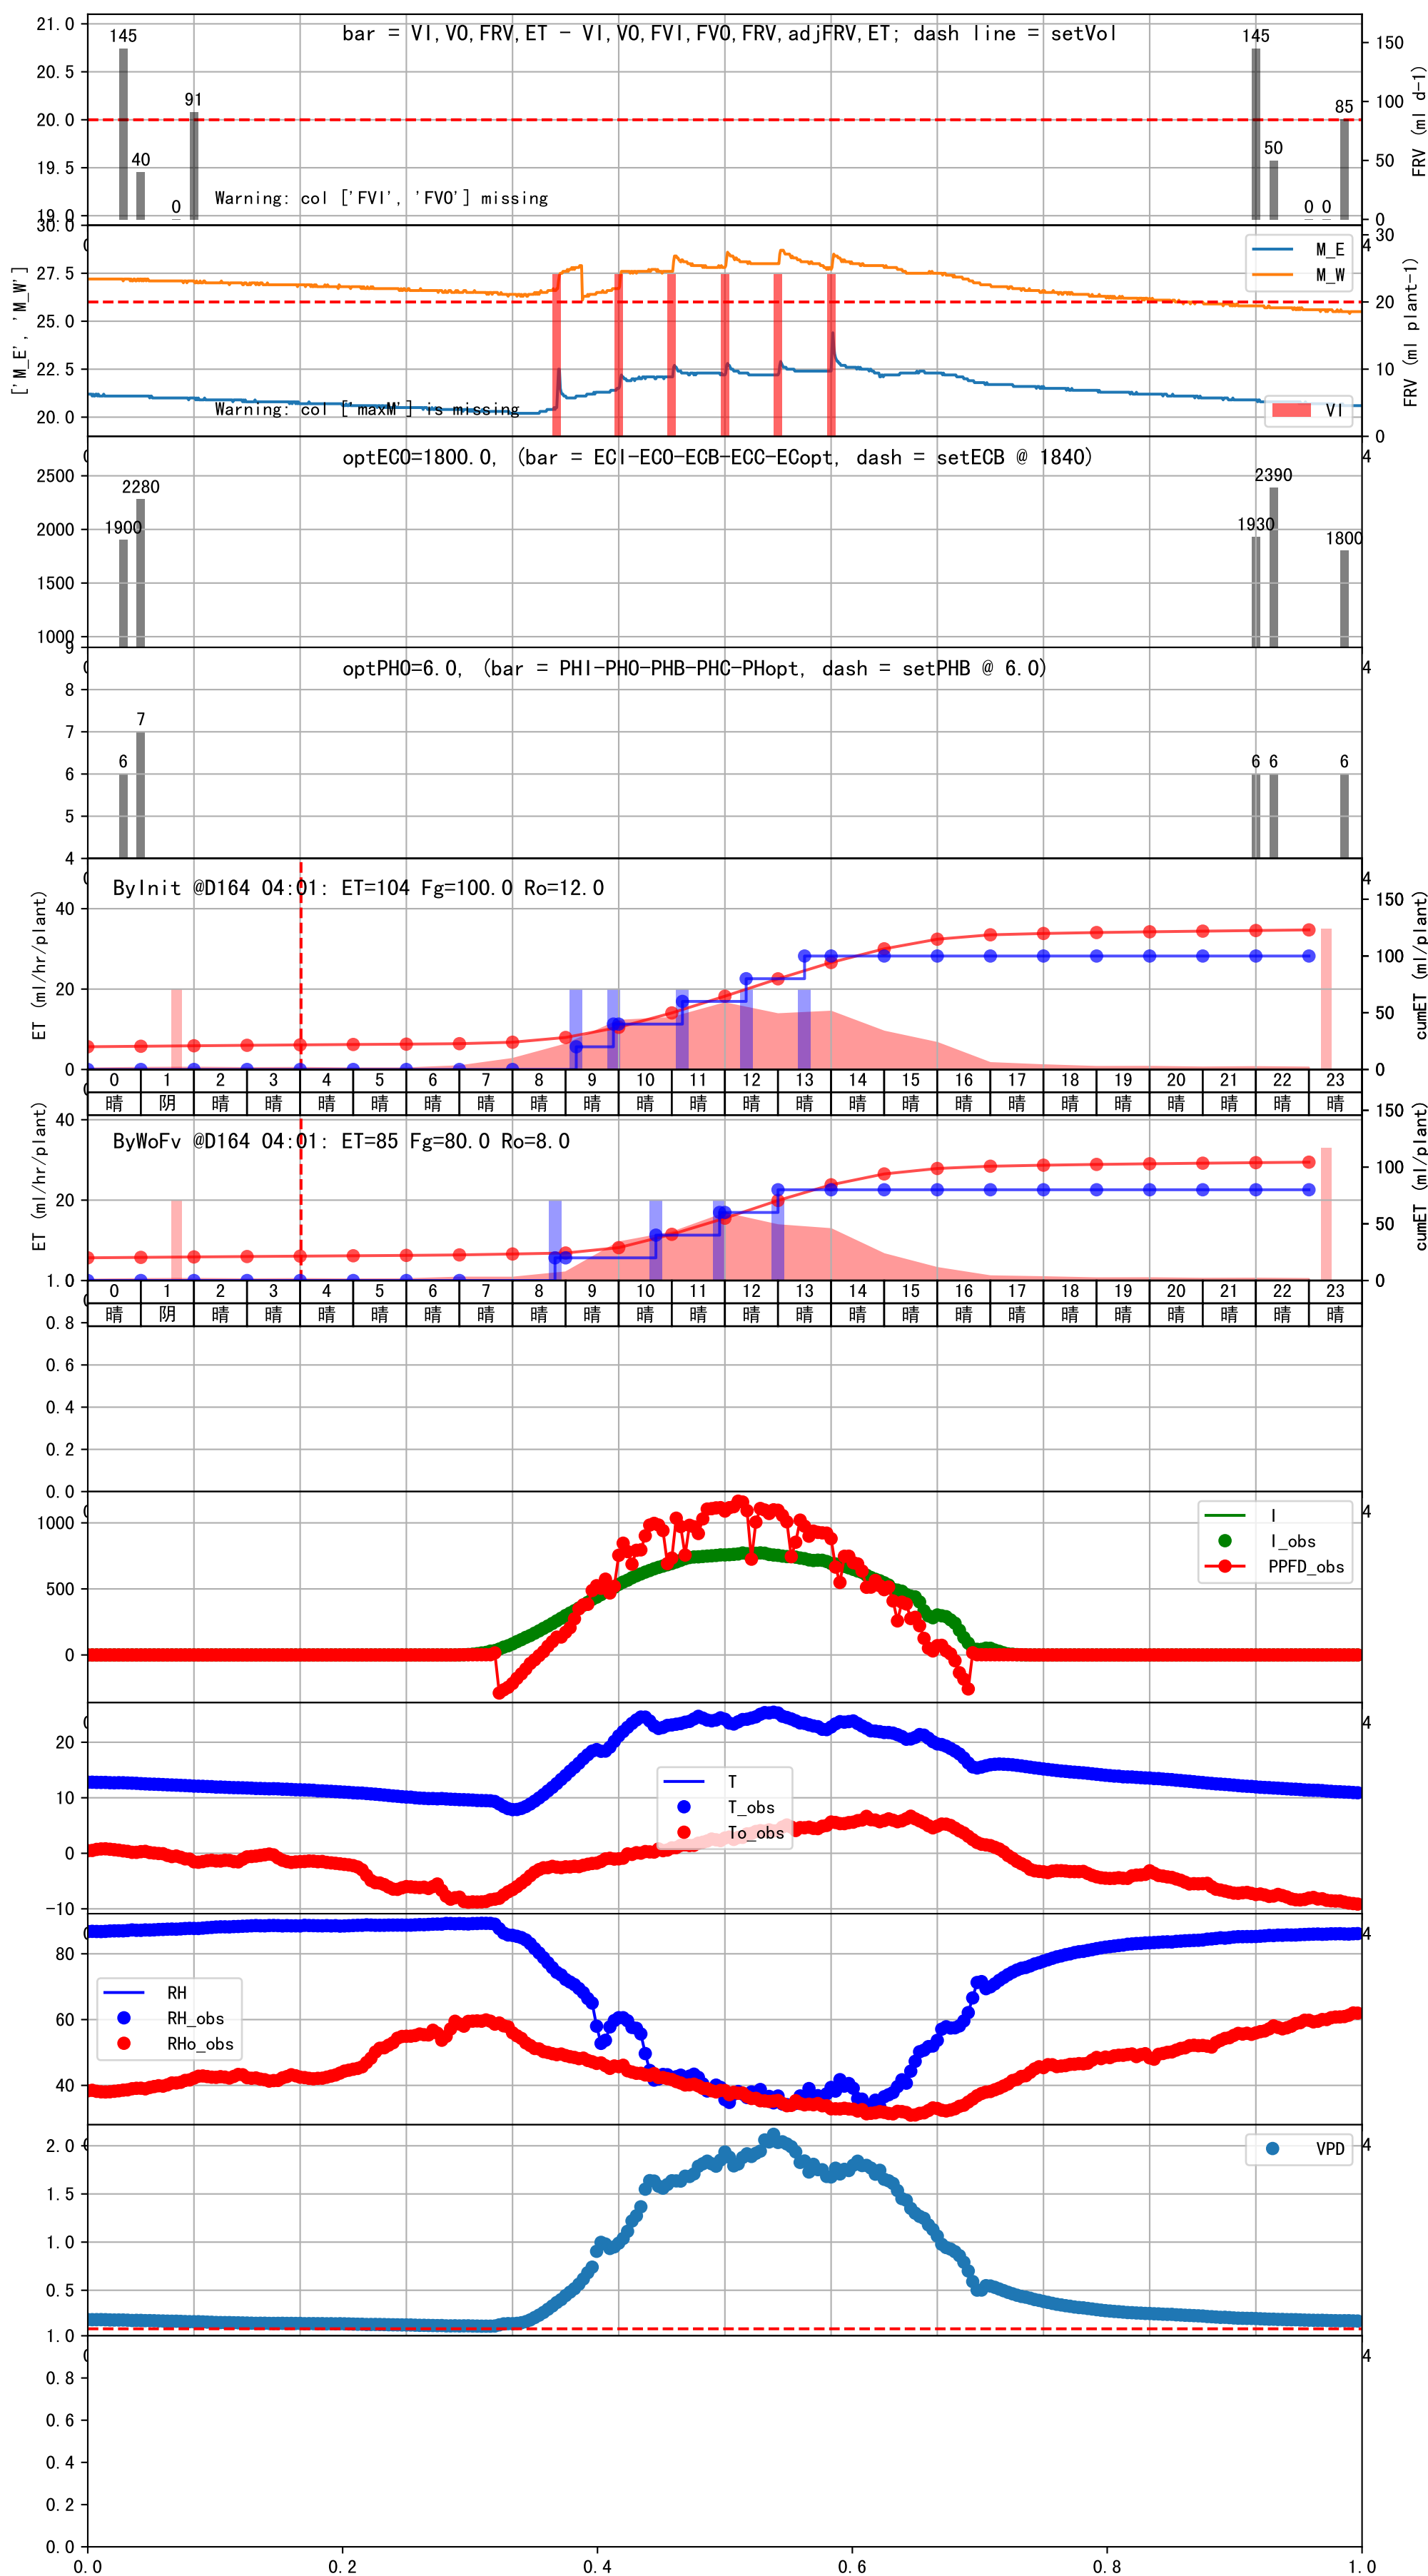 bar = VI,VO,FRV,ET - VI,VO,FVI,FVO,FRV,adjFRV,ET; dash line = setVol
21.0
20.5
20.0
19.5
19.0
145
40
0
91
145
50
0
0
85
150
100
50
0
FRV (ml d-1)
Warning: col ['FVI', 'FVO'] missing
['M_E', 'M_W']
30.0
27.5
25.0
22.5
20.0
M_E
M_W
30
20
10
0
FRV (ml plant-1)
Warning: col ['maxM'] is missing
VI
optECO=1800.0, (bar = ECI-ECO-ECB-ECC-ECopt, dash = setECB @ 1840)
2500
2000
1500
1000
1900
2280
1930
2390
1800
optPHO=6.0, (bar = PHI-PHO-PHB-PHC-PHopt, dash = setPHB @ 6.0)
9
8
7
6
5
4
6
7
6
6
6
ByInit @D164 04:01: ET=104 Fg=100.0 Ro=12.0
ET (ml/hr/plant)
40
20
0
150
100
50
0
cumET (ml/plant)
0 1 2 3 4 5 6 7 8 9 10 11 12 13 14 15 16 17 18 19 20 21 22 23
晴 阴 晴 晴 晴 晴 晴 晴 晴 晴 晴 晴 晴 晴 晴 晴 晴 晴 晴 晴 晴 晴 晴 晴
ByWoFv @D164 04:01: ET=85 Fg=80.0 Ro=8.0
ET (ml/hr/plant)
40
20
150
100
50
0
cumET (ml/plant)
0 1 2 3 4 5 6 7 8 9 10 11 12 13 14 15 16 17 18 19 20 21 22 23
晴 阴 晴 晴 晴 晴 晴 晴 晴 晴 晴 晴 晴 晴 晴 晴 晴 晴 晴 晴 晴 晴 晴 晴
1.0
0.8
0.6
0.4
0.2
0.0
1000
500
0
I
I_obs
PPFD_obs
20
10
0
-10
T
T_obs
To_obs
80
60
40
RH
RH_obs
RHo_obs
2.0
1.5
1.0
0.5
VPD
1.0
0.8
0.6
0.4
0.2
0.0
0.0 0.2 0.4 0.6 0.8 1.0